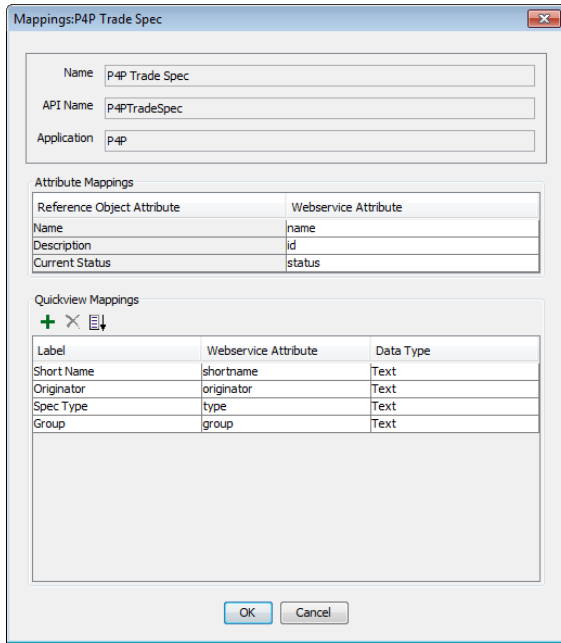 Mappings:P4P Trade Spec
Name P4P Trade Spec
API Name P4PTradeSpec
Application P4P
Attribute Mappings
Reference Object Attribute Webservice Attribute
Name name
Description id
Current Status status
Quickview Mappings
Label Webservice Attribute Data Type
Short Name shortname Text
Originator originator Text
Spec Type type Text
Group group Text
OK Cancel